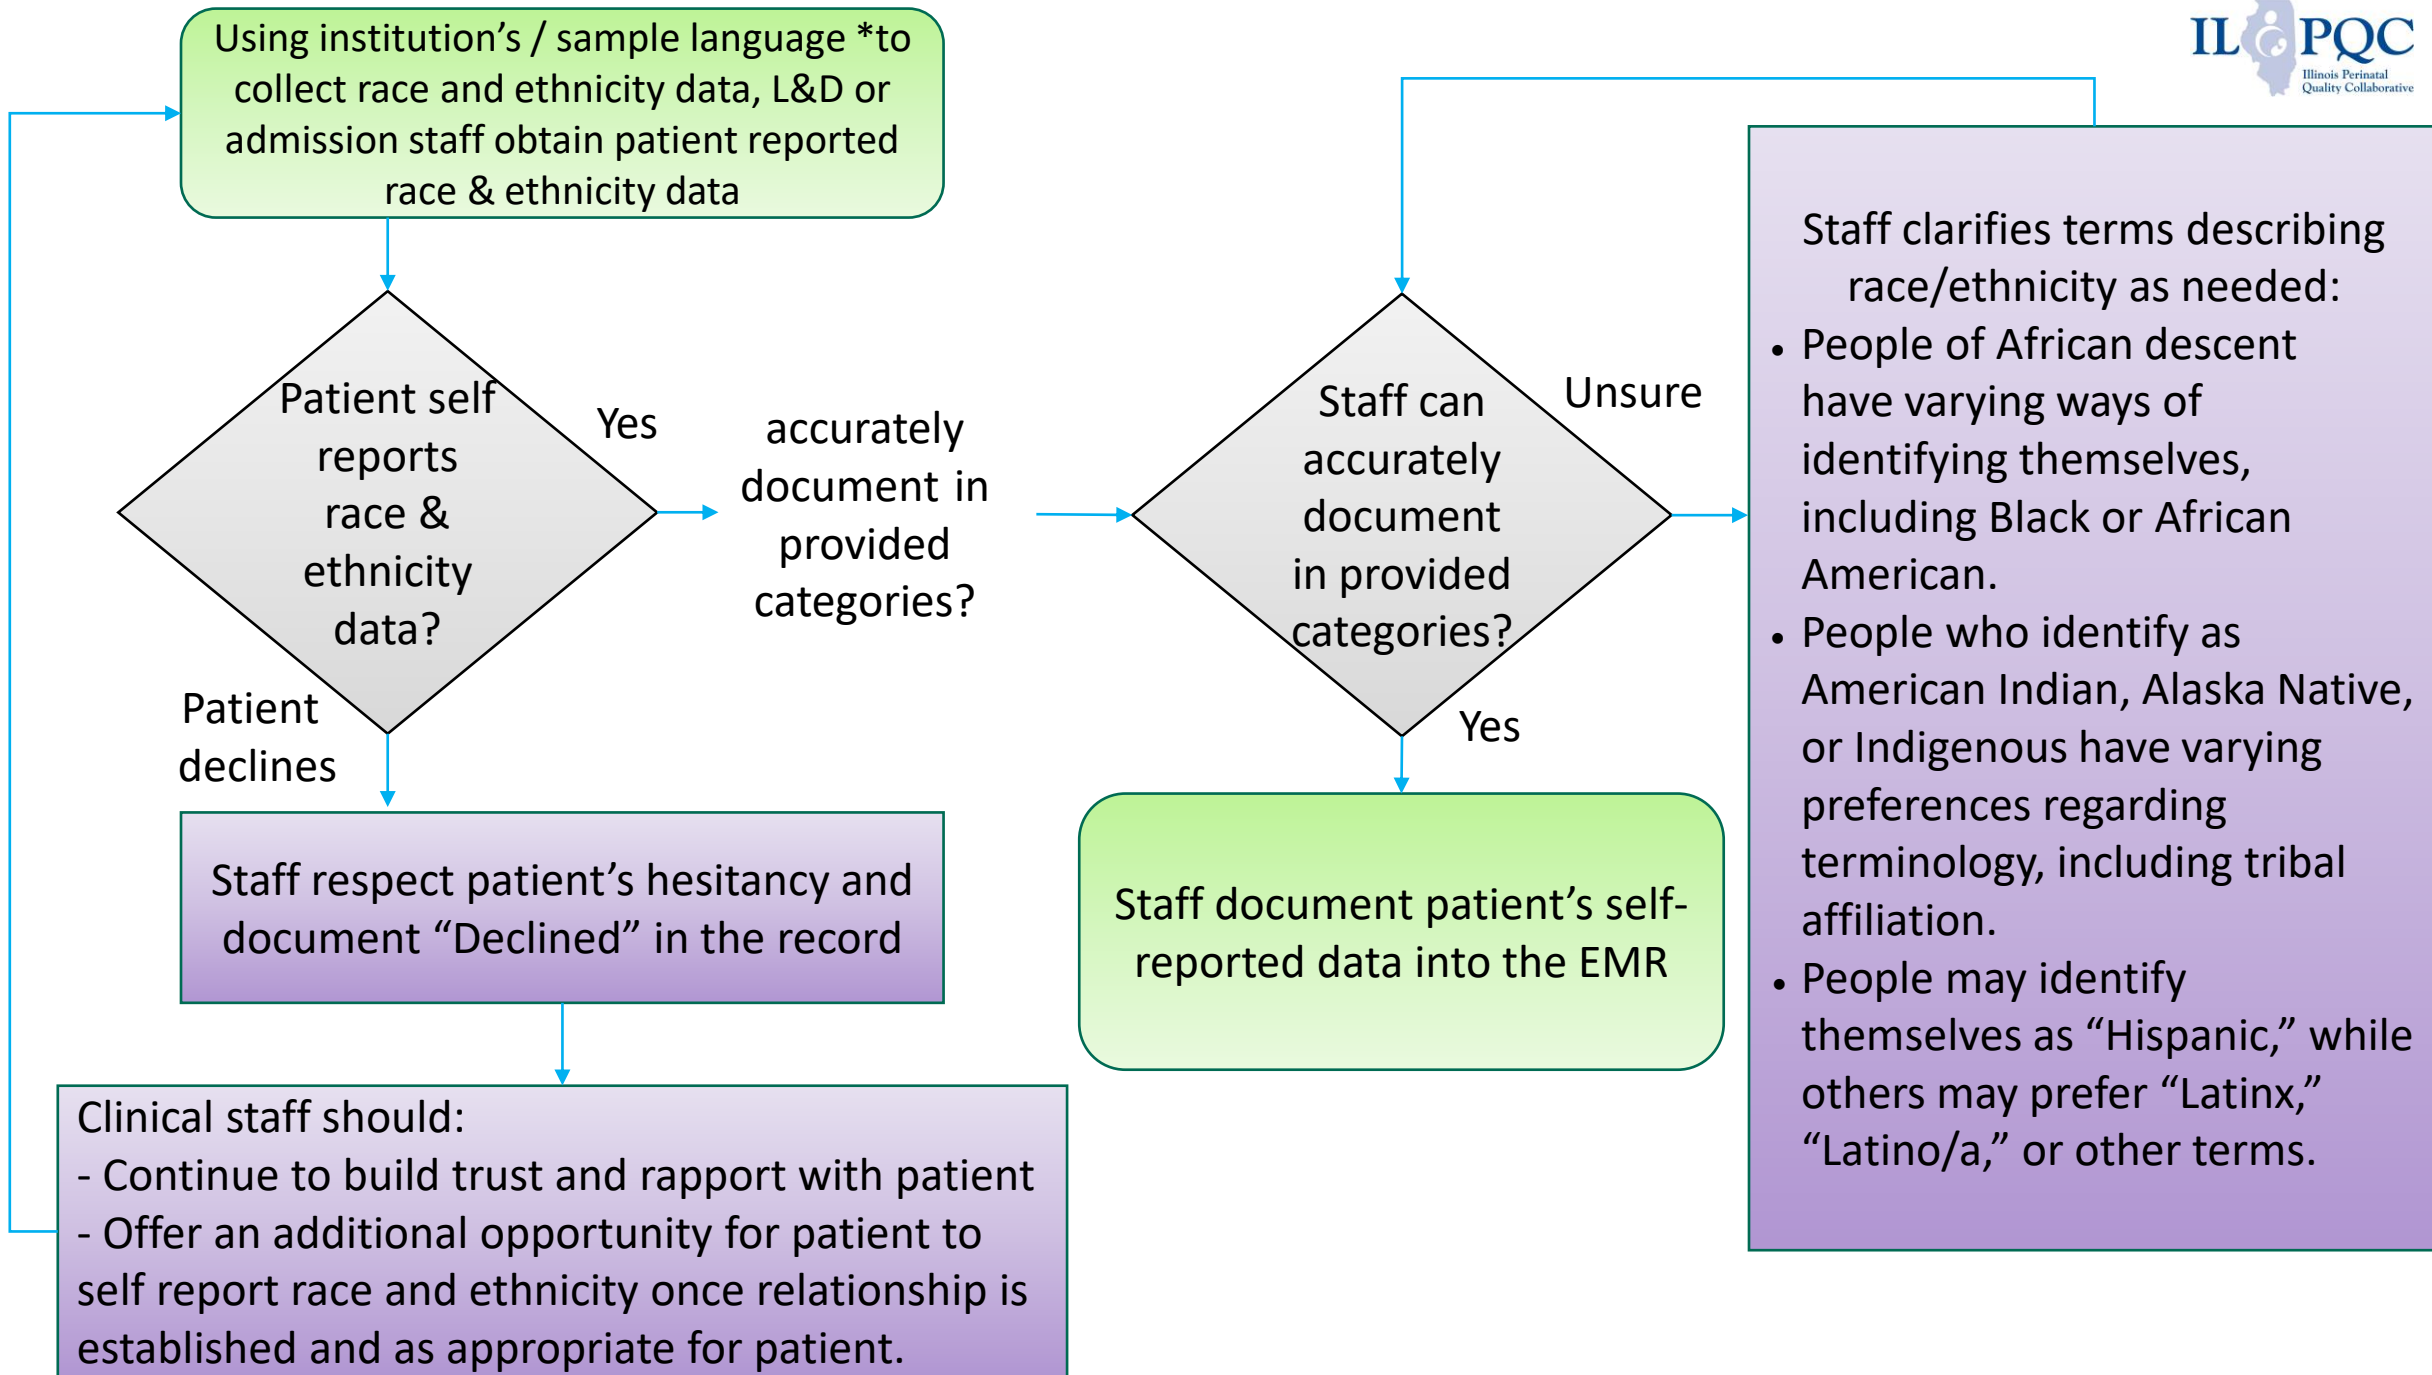 Using institution’s / sample language *to
collect race and ethnicity data, L&D or
admission staff obtain patient reported
race & ethnicity data
IL PQC
Illinois Perinatal
Quality Collaborative
Patient self
reports
race &
ethnicity
data?
Yes
Patient
declines
accurately
document in
provided
categories?
Staff can
accurately
document
in provided
categories?
Unsure
Yes
Staff clarifies terms describing
race/ethnicity as needed:
• People of African descent
have varying ways of
identifying themselves,
including Black or African
American.
• People who identify as
American Indian, Alaska Native,
or Indigenous have varying
preferences regarding
terminology, including tribal
affiliation.
• People may identify
themselves as “Hispanic,” while
others may prefer “Latinx,”
“Latino/a,” or other terms.
Staff respect patient’s hesitancy and
document “Declined” in the record
Staff document patient’s self-
reported data into the EMR
Clinical staff should:
- Continue to build trust and rapport with patient
- Offer an additional opportunity for patient to
self report race and ethnicity once relationship is
established and as appropriate for patient.